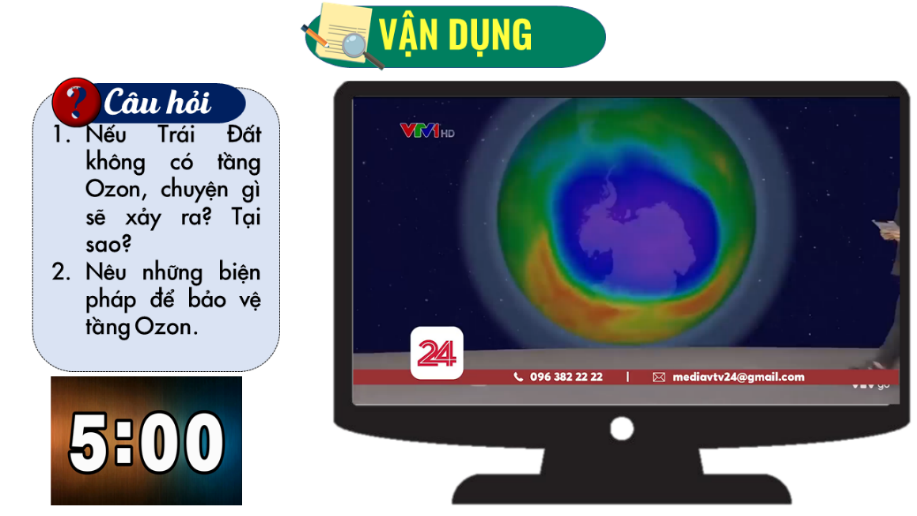 VẬN DỤNG
? Câu hỏi
1. Nếu Trái Đất
không có tầng
Ozon, chuyện gì
sẽ xảy ra? Tại
sao?
2. Nêu những biện
pháp để bảo vệ
tầng Ozon.
5:00
VTV1 HD
24
096 382 22 22 | mediavtv24@gmail.com